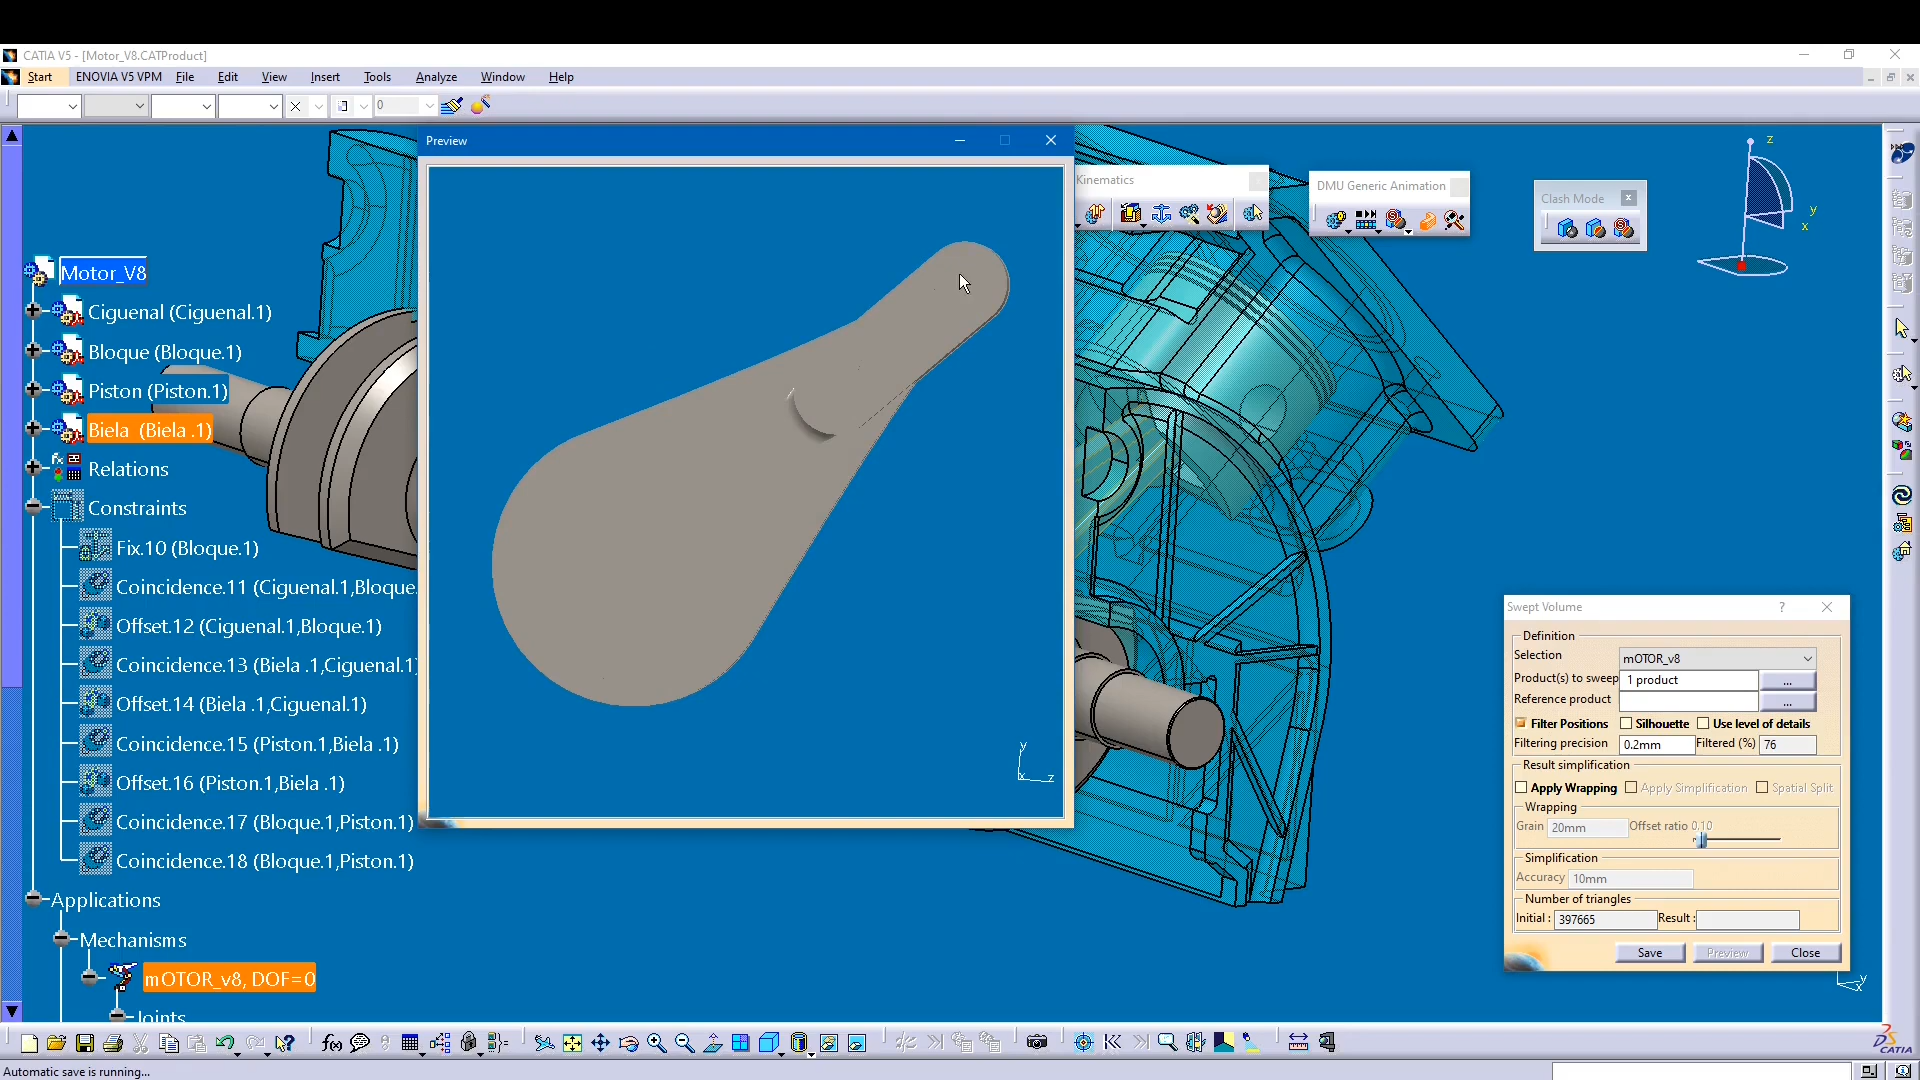 CATIA V5 - [Motor_V8.CATProduct]
Start ENOVIA V5 VPM File Edit View Insert Tools Analyze Window Help
0
Preview
Kinematics
DMU Generic Animation
Clash Mode
z
y
x
Motor_V8
Ciguenal (Ciguenal.1)
Bloque (Bloque.1)
Piston (Piston.1)
Biela (Biela .1)
Relations
Constraints
Fix.10 (Bloque.1)
Coincidence.11 (Ciguenal.1,Bloque.
Offset.12 (Ciguenal.1,Bloque.1)
Coincidence.13 (Biela .1,Ciguenal.1)
Offset.14 (Biela .1,Ciguenal.1)
Coincidence.15 (Piston.1,Biela .1)
Offset.16 (Piston.1,Biela .1)
Coincidence.17 (Bloque.1,Piston.1)
Coincidence.18 (Bloque.1,Piston.1)
Applications
Mechanisms
mOTOR_v8, DOF=0
Joints
y
x
z
Swept Volume
Definition
Selection mOTOR_v8
Product(s) to sweep 1 product ...
Reference product ...
Filter Positions Silhouette Use level of details
Filtering precision 0.2mm Filtered (%) 76
Result simplification
Apply Wrapping Apply Simplification Spatial Split
Wrapping
Grain 20mm Offset ratio 0.10
Simplification
Accuracy 10mm
Number of triangles
Initial : 397665 Result :
Save Preview Close
y
x
f(x)
CATIA
Automatic save is running...